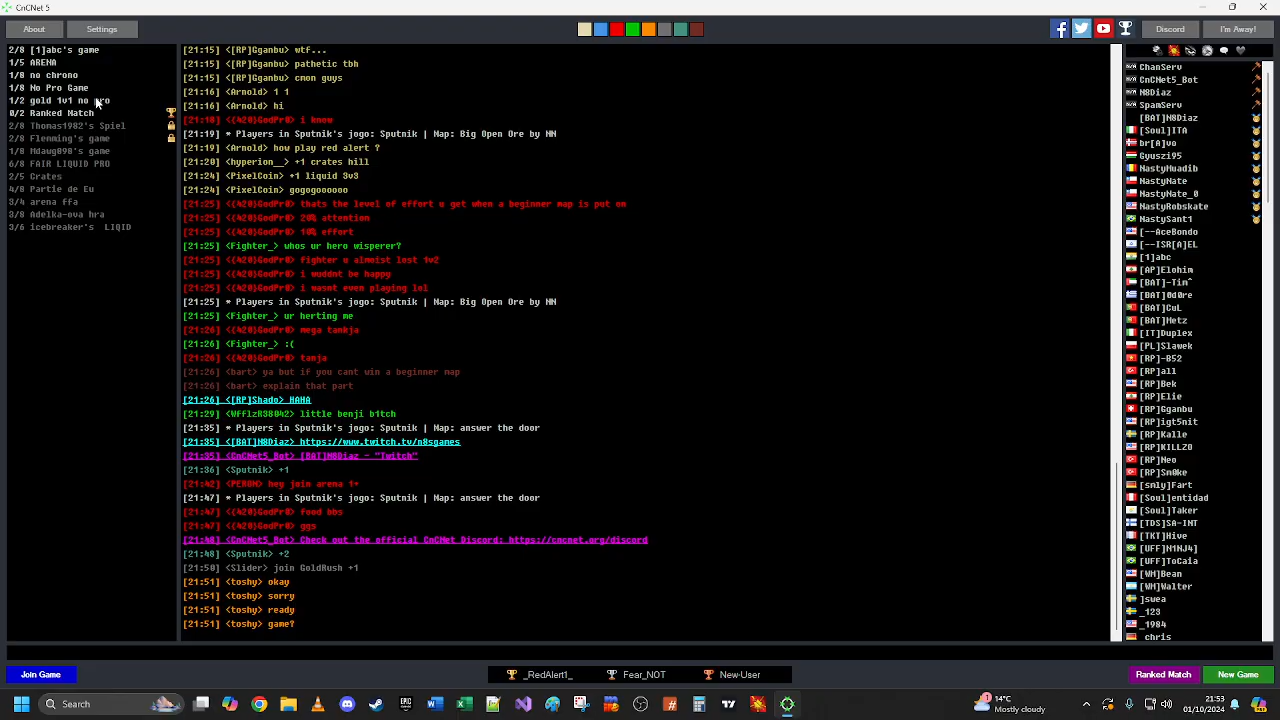 CnCNet 5
About
Settings
Discord
I'm Away!
2/8 [1]abc's game
1/5 ARENA
1/8 no chrono
1/8 No Pro Game
1/2 gold 1v1 no pro
0/2 Ranked Match
2/8 Thomas1982's Spiel
2/8 Flemming's game
1/8 Mdawg098's game
6/8 FAIR LIQUID PRO
2/5 Crates
4/8 Partie de Eu
3/4 arena ffa
3/8 Adelka-ova hra
3/6 icebreaker's LIQID
[21:15] <[RP]Gganbu> wtf...
[21:15] <[RP]Gganbu> pathetic tbh
[21:15] <[RP]Gganbu> cmon guys
[21:16] <Arnold> 1 1
[21:16] <Arnold> hi
[21:18] <{420}GodPr0> i know
[21:19] * Players in Sputnik's jogo: Sputnik | Map: Big Open Ore by NN
[21:19] <Arnold> how play red alert ?
[21:20] <hyperion__> +1 crates hill
[21:24] <PixelCoin> +1 liquid 3v3
[21:24] <PixelCoin> gogogooooo
[21:25] <{420}GodPr0> thats the level of effort u get when a beginner map is put on
[21:25] <{420}GodPr0> 20% attention
[21:25] <{420}GodPr0> 10% effort
[21:25] <Fighter_> whos ur hero wisperer?
[21:25] <{420}GodPr0> fighter u almoist lost 1v2
[21:25] <{420}GodPr0> i wuddnt be happy
[21:25] <{420}GodPr0> i wasnt even playing lol
[21:25] * Players in Sputnik's jogo: Sputnik | Map: Big Open Ore by NN
[21:25] <Fighter_> ur herting me
[21:26] <{420}GodPr0> mega tankja
[21:26] <Fighter_> :(
[21:26] <{420}GodPr0> tanja
[21:26] <bart> ya but if you cant win a beginner map
[21:26] <bart> explain that part
[21:26] <[RP]Shado> HAHA
[21:29] <WfflzR38042> little benji b1tch
[21:35] * Players in Sputnik's jogo: Sputnik | Map: answer the door
[21:35] <[BAT]N8Diaz> https://www.twitch.tv/n8sgames
[21:35] <CnCNet5_Bot> [BAT]N8Diaz - "Twitch"
[21:36] <Sputnik> +1
[21:42] <PERON> hey join arena 1+
[21:47] * Players in Sputnik's jogo: Sputnik | Map: answer the door
[21:47] <{420}GodPr0> food bbs
[21:47] <{420}GodPr0> ggs
[21:48] <CnCNet5_Bot> Check out the official CnCNet Discord: https://cncnet.org/discord
[21:48] <Sputnik> +2
[21:50] <Slider> join GoldRush +1
[21:51] <toshy> okay
[21:51] <toshy> sorry
[21:51] <toshy> ready
[21:51] <toshy> game?
ChanServ
CnCNet5_Bot
N8Diaz
SpamServ
[BAT]N8Diaz
[Soul]ITA
br[A]vo
Gyuszi95
NastyMuadib
NastyNate
NastyNate_0
NastyRobskate
NastySant1
[--AceBondo
[--ISR[A]EL
[1]abc
[AP]Elohim
[BAT]-Tim^
[BAT]0d0re
[BAT]CuL
[BAT]Metz
[IT]Duplex
[PL]Slawek
[RP]-B52
[RP]all
[RP]Bek
[RP]Elie
[RP]Gganbu
[RP]igt5nit
[RP]Kalle
[RP]KILLZ0
[RP]Neo
[RP]Sm0ke
[smly]Fart
[Soul]entidad
[Soul]Taker
[TDS]SA-INT
[TKT]Hive
[UFF]M1NJ4]
[UFF]ToCaia
[WM]Bean
[WM]Walter
]svea
_123
_1984
_chris
Join Game
_RedAlert1_
Fear_NOT
New-User
Ranked Match
New Game
Search
14°C
Mostly cloudy
21:53
01/10/2024